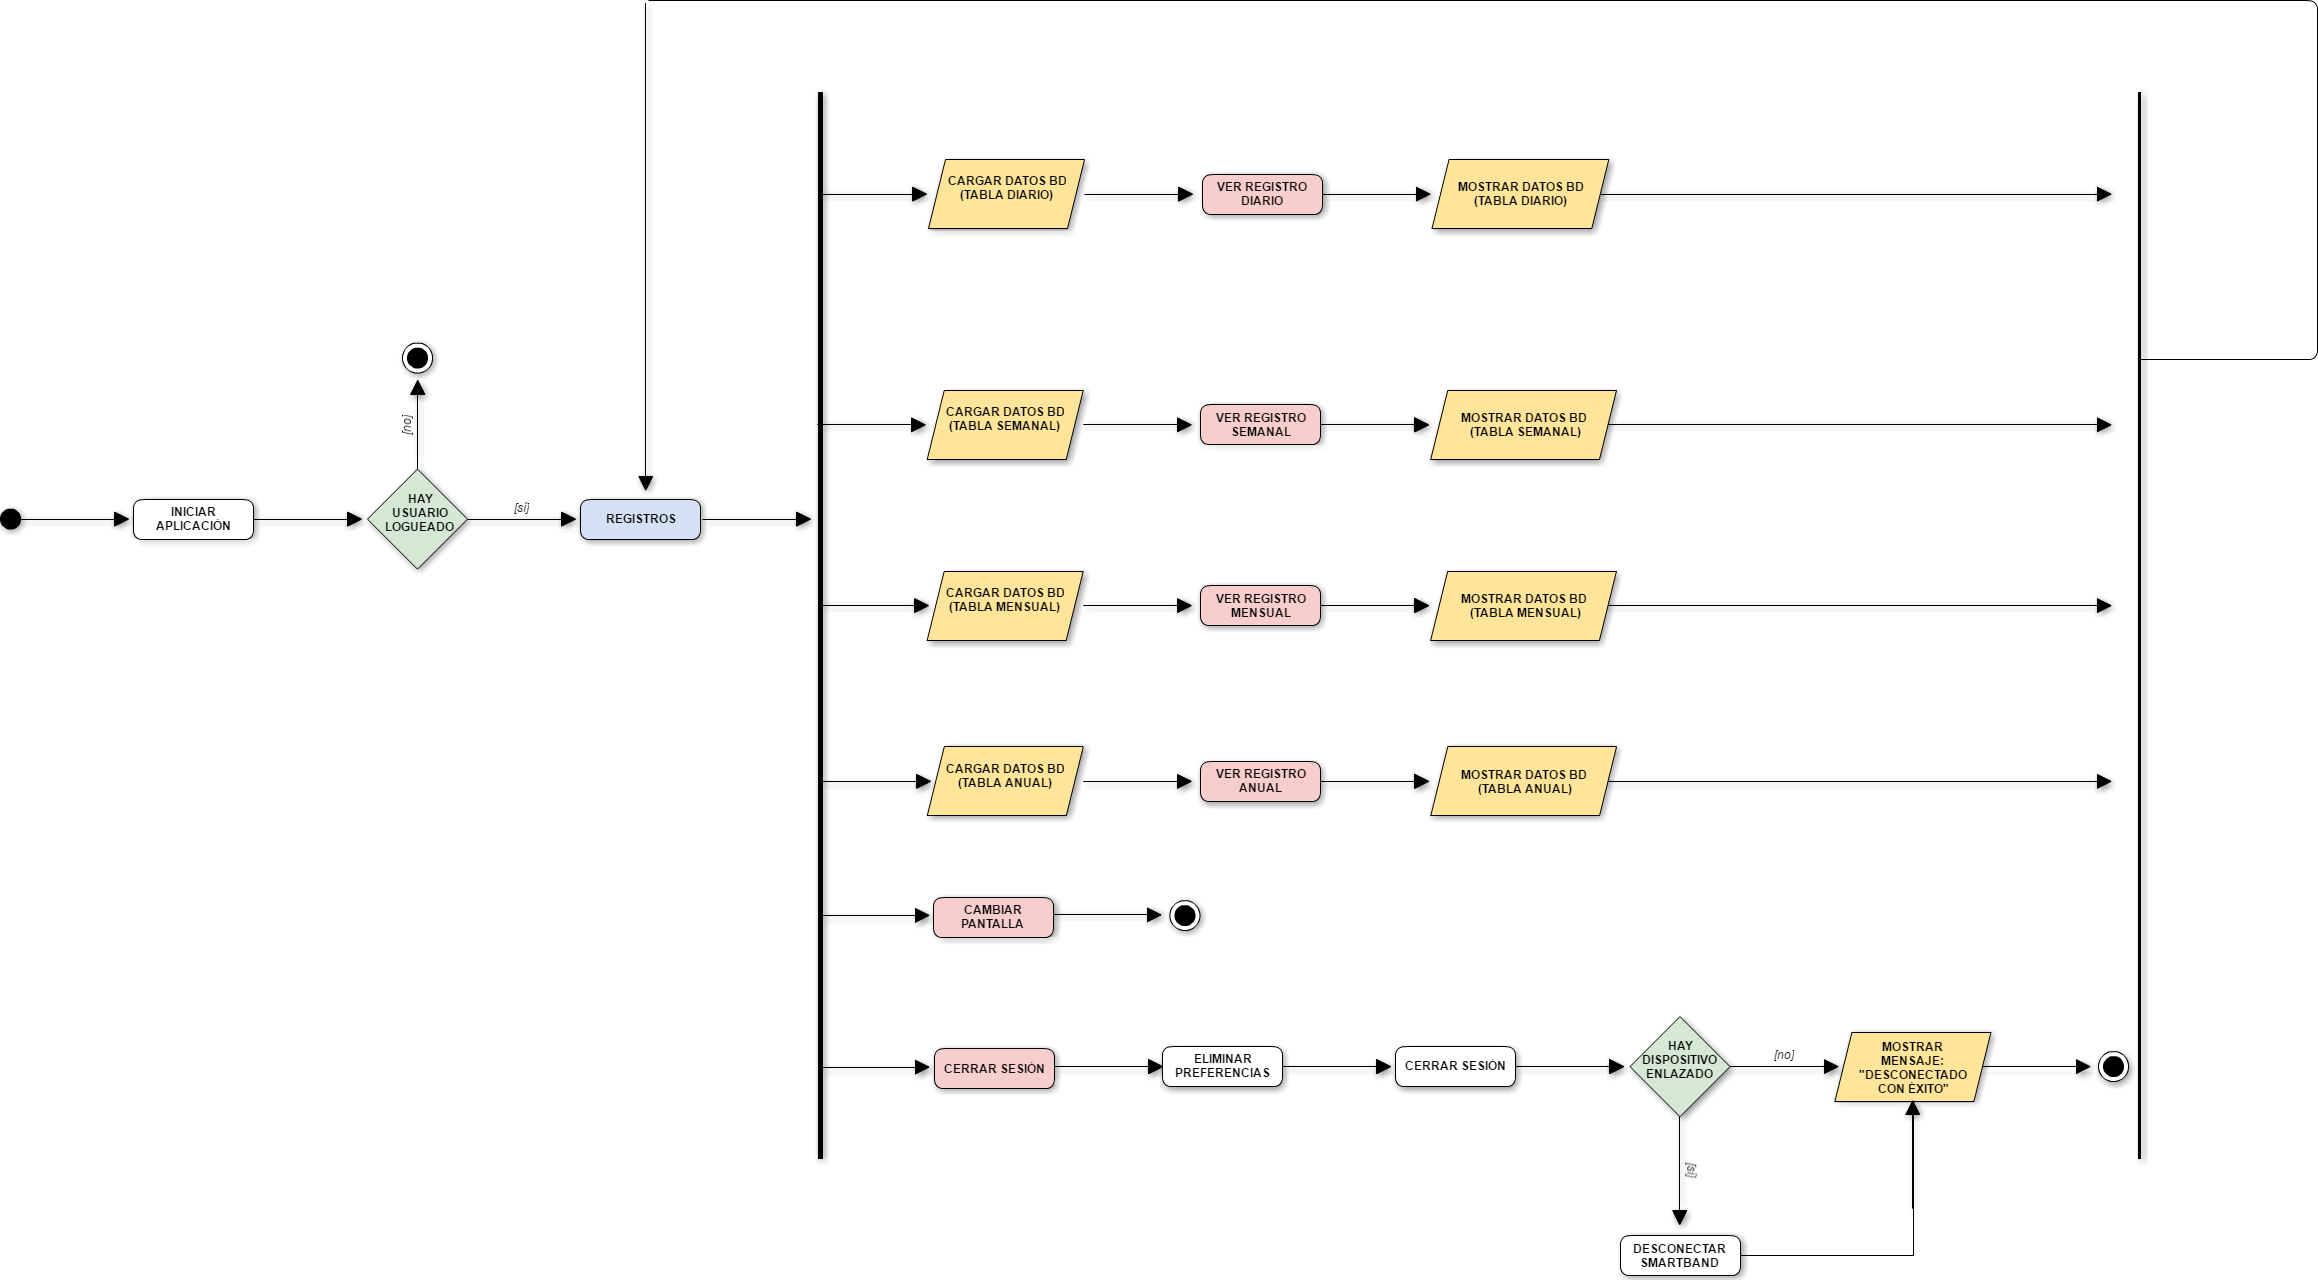 CARGAR DATOS BD
(TABLA DIARIO)
VER REGISTRO
DIARIO
MOSTRAR DATOS BD
(TABLA DIARIO)
[no]
CARGAR DATOS BD
(TABLA SEMANAL)
VER REGISTRO
SEMANAL
MOSTRAR DATOS BD
(TABLA SEMANAL)
INICIAR
APLICACIÓN
HAY
USUARIO
LOGUEADO
[sí]
REGISTROS
CARGAR DATOS BD
(TABLA MENSUAL)
VER REGISTRO
MENSUAL
MOSTRAR DATOS BD
(TABLA MENSUAL)
CARGAR DATOS BD
(TABLA ANUAL)
VER REGISTRO
ANUAL
MOSTRAR DATOS BD
(TABLA ANUAL)
CAMBIAR
PANTALLA
CERRAR SESIÓN
ELIMINAR
PREFERENCIAS
CERRAR SESIÓN
HAY
DISPOSITIVO
ENLAZADO
[no]
MOSTRAR
MENSAJE:
"DESCONECTADO
CON ÉXITO"
[sí]
DESCONECTAR
SMARTBAND